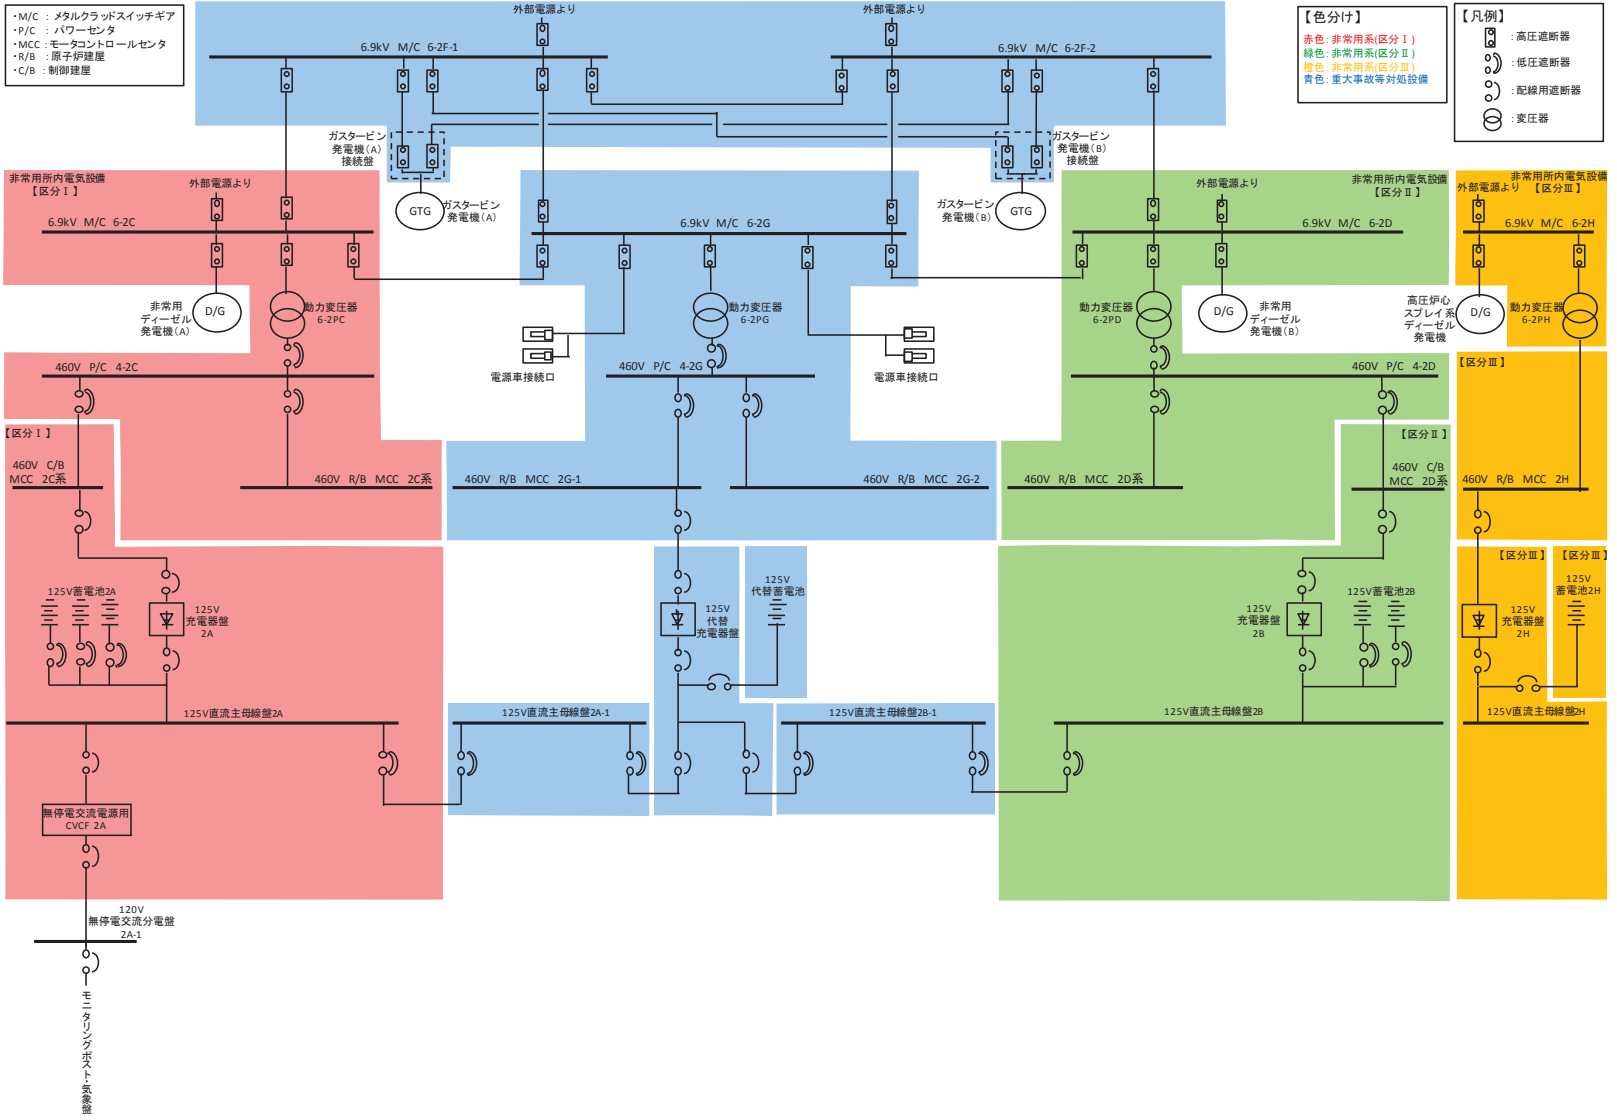 ・M/C ： メタルクラッドスイッチギア
・P/C ： パワーセンタ
・MCC：モータコントロールセンタ
・R/B ：原子炉建屋
・C/B ：制御建屋
外部電源より
外部電源より
【色分け】
赤色：非常用系(区分Ⅰ)
緑色：非常用系(区分Ⅱ)
橙色：非常用系(区分Ⅲ)
青色：重大事故等対処設備
【凡例】
：高圧遮断器
：低圧遮断器
：配線用遮断器
：変圧器
6.9kV M/C 6-2F-1
6.9kV M/C 6-2F-2
ガスタービン
発電機(A)
接続盤
ガスタービン
発電機(B)
接続盤
非常用所内電気設備
【区分Ⅰ】
外部電源より
6.9kV M/C 6-2C
GTG
ガスタービン
発電機(A)
6.9kV M/C 6-2G
ガスタービン
発電機(B)
GTG
外部電源より
非常用所内電気設備
【区分Ⅱ】
6.9kV M/C 6-2D
非常用所内電気設備
外部電源より 【区分Ⅲ】
6.9kV M/C 6-2H
非常用
ディーゼル
発電機(A)
D/G
動力変圧器
6-2PC
動力変圧器
6-2PG
動力変圧器
6-2PD
D/G
非常用
ディーゼル
発電機(B)
高圧炉心
スプレイ系
ディーゼル
発電機
D/G
動力変圧器
6-2PH
460V P/C 4-2C
電源車接続口
460V P/C 4-2G
電源車接続口
460V P/C 4-2D
【区分Ⅲ】
【区分Ⅰ】
【区分Ⅱ】
460V C/B
MCC 2C系
460V R/B MCC 2C系
460V R/B MCC 2G-1
460V R/B MCC 2G-2
460V R/B MCC 2D系
460V C/B
MCC 2D系
460V R/B MCC 2H
【区分Ⅲ】
【区分Ⅲ】
125V蓄電池2A
125V
充電器盤
2A
125V
代替
充電器盤
125V
代替蓄電池
125V
充電器盤
2B
125V蓄電池2B
125V
充電器盤
2H
125V
蓄電池2H
125V直流主母線盤2A
125V直流主母線盤2A-1
125V直流主母線盤2B-1
125V直流主母線盤2B
125V直流主母線盤2H
無停電交流電源用
CVCF 2A
120V
無停電交流分電盤
2A-1
モニタリングポスト・気象盤